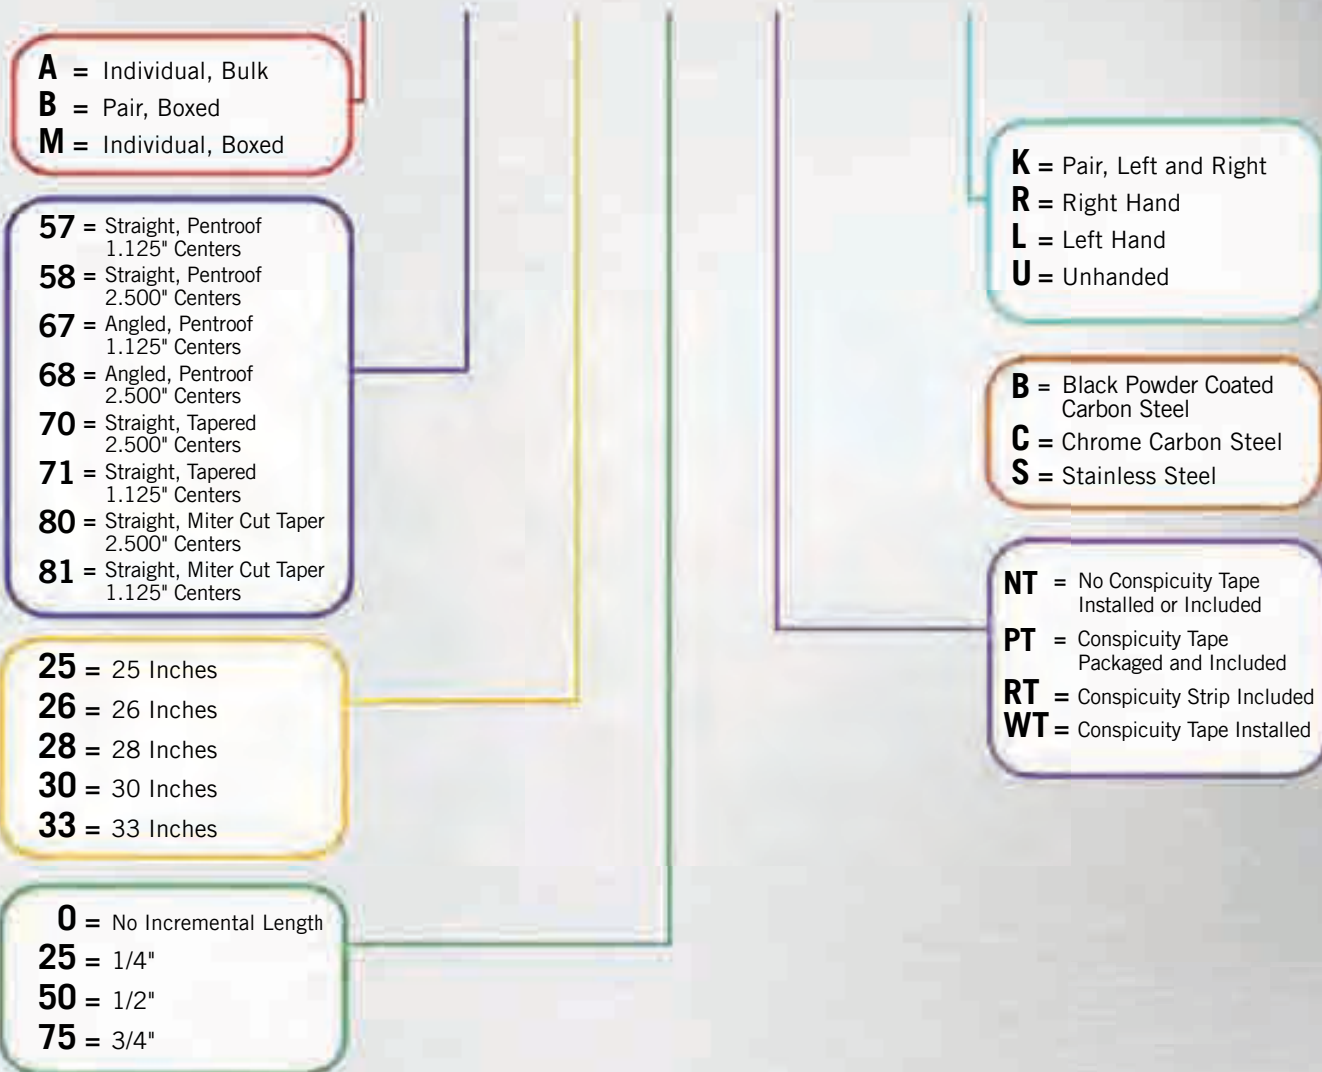 A = Individual, Bulk
B = Pair, Boxed
M = Individual, Boxed
57 = Straight, Pentroof
1.125" Centers
58 = Straight, Pentroof
2.500" Centers
67 = Angled, Pentroof
1.125" Centers
68 = Angled, Pentroof
2.500" Centers
70 = Straight, Tapered
2.500" Centers
71 = Straight, Tapered
1.125" Centers
80 = Straight, Miter Cut Taper
2.500" Centers
81 = Straight, Miter Cut Taper
1.125" Centers
25 = 25 Inches
26 = 26 Inches
28 = 28 Inches
30 = 30 Inches
33 = 33 Inches
0 = No Incremental Length
25 = 1/4"
50 = 1/2"
75 = 3/4"
K = Pair, Left and Right
R = Right Hand
L = Left Hand
U = Unhanded
B = Black Powder Coated
Carbon Steel
C = Chrome Carbon Steel
S = Stainless Steel
NT = No Conspicuity Tape
Installed or Included
PT = Conspicuity Tape
Packaged and Included
RT = Conspicuity Strip Included
WT = Conspicuity Tape Installed